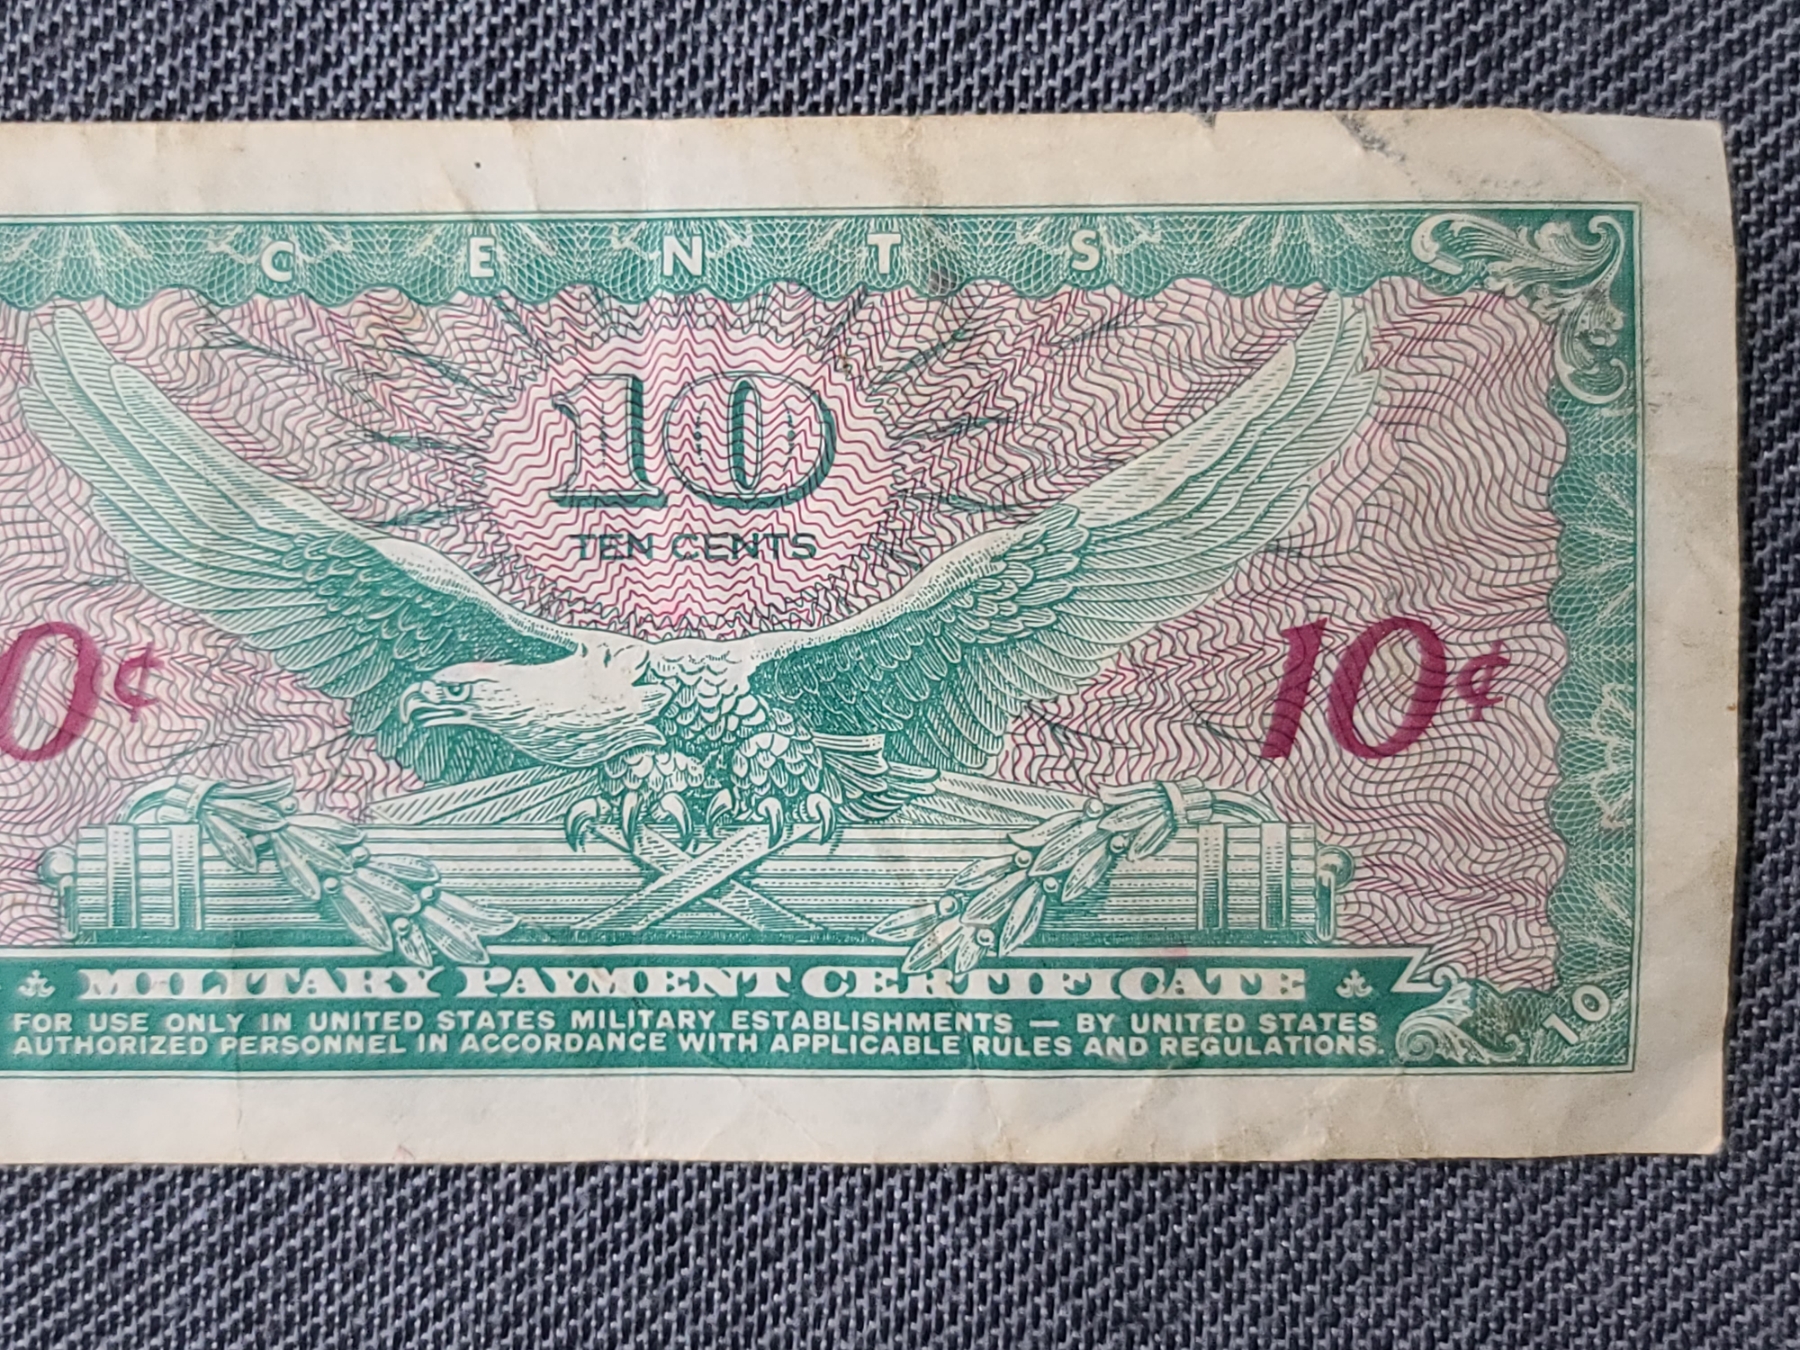 CENTS
10
TEN CENTS
0¢
10¢
MILITARY PAYMENT CERTIFICATE
FOR USE ONLY IN UNITED STATES MILITARY ESTABLISHMENTS — BY UNITED STATES
AUTHORIZED PERSONNEL IN ACCORDANCE WITH APPLICABLE RULES AND REGULATIONS.
10